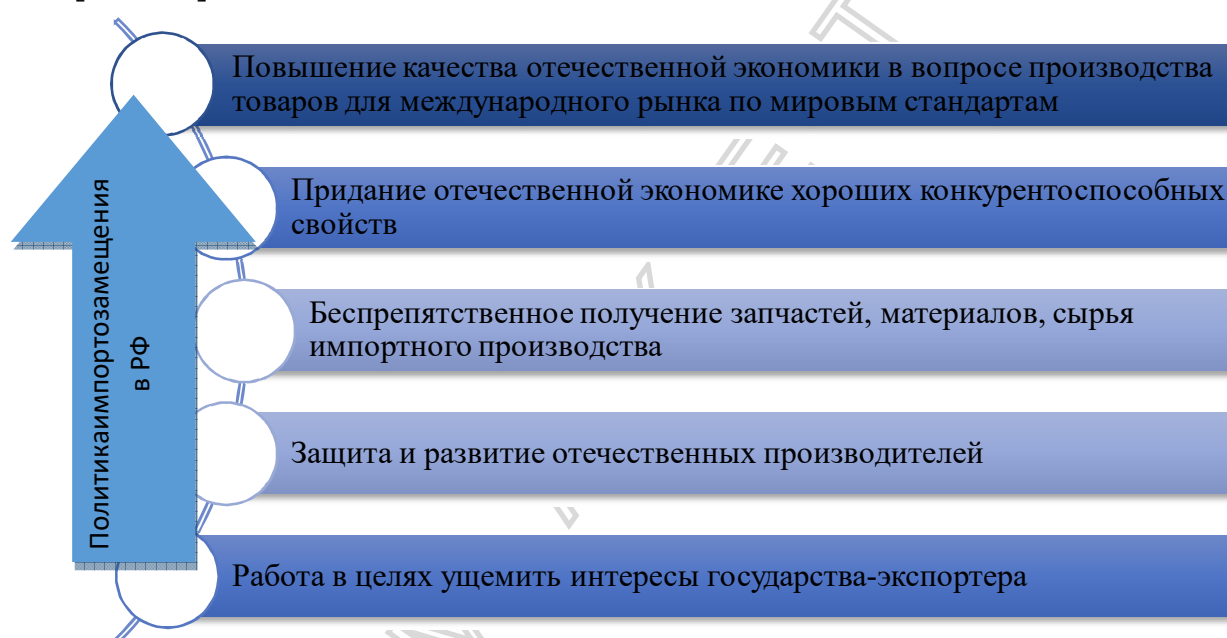 Повышение качества отечественной экономики в вопросе производства
товаров для международного рынка по мировым стандартам
Придание отечественной экономике хороших конкурентоспособных
свойств
Беспрепятственное получение запчастей, материалов, сырья
импортного производства
Защита и развитие отечественных производителей
Работа в целях ущемить интересы государства-экспортера
Политикаимпортозамещения
в РФ